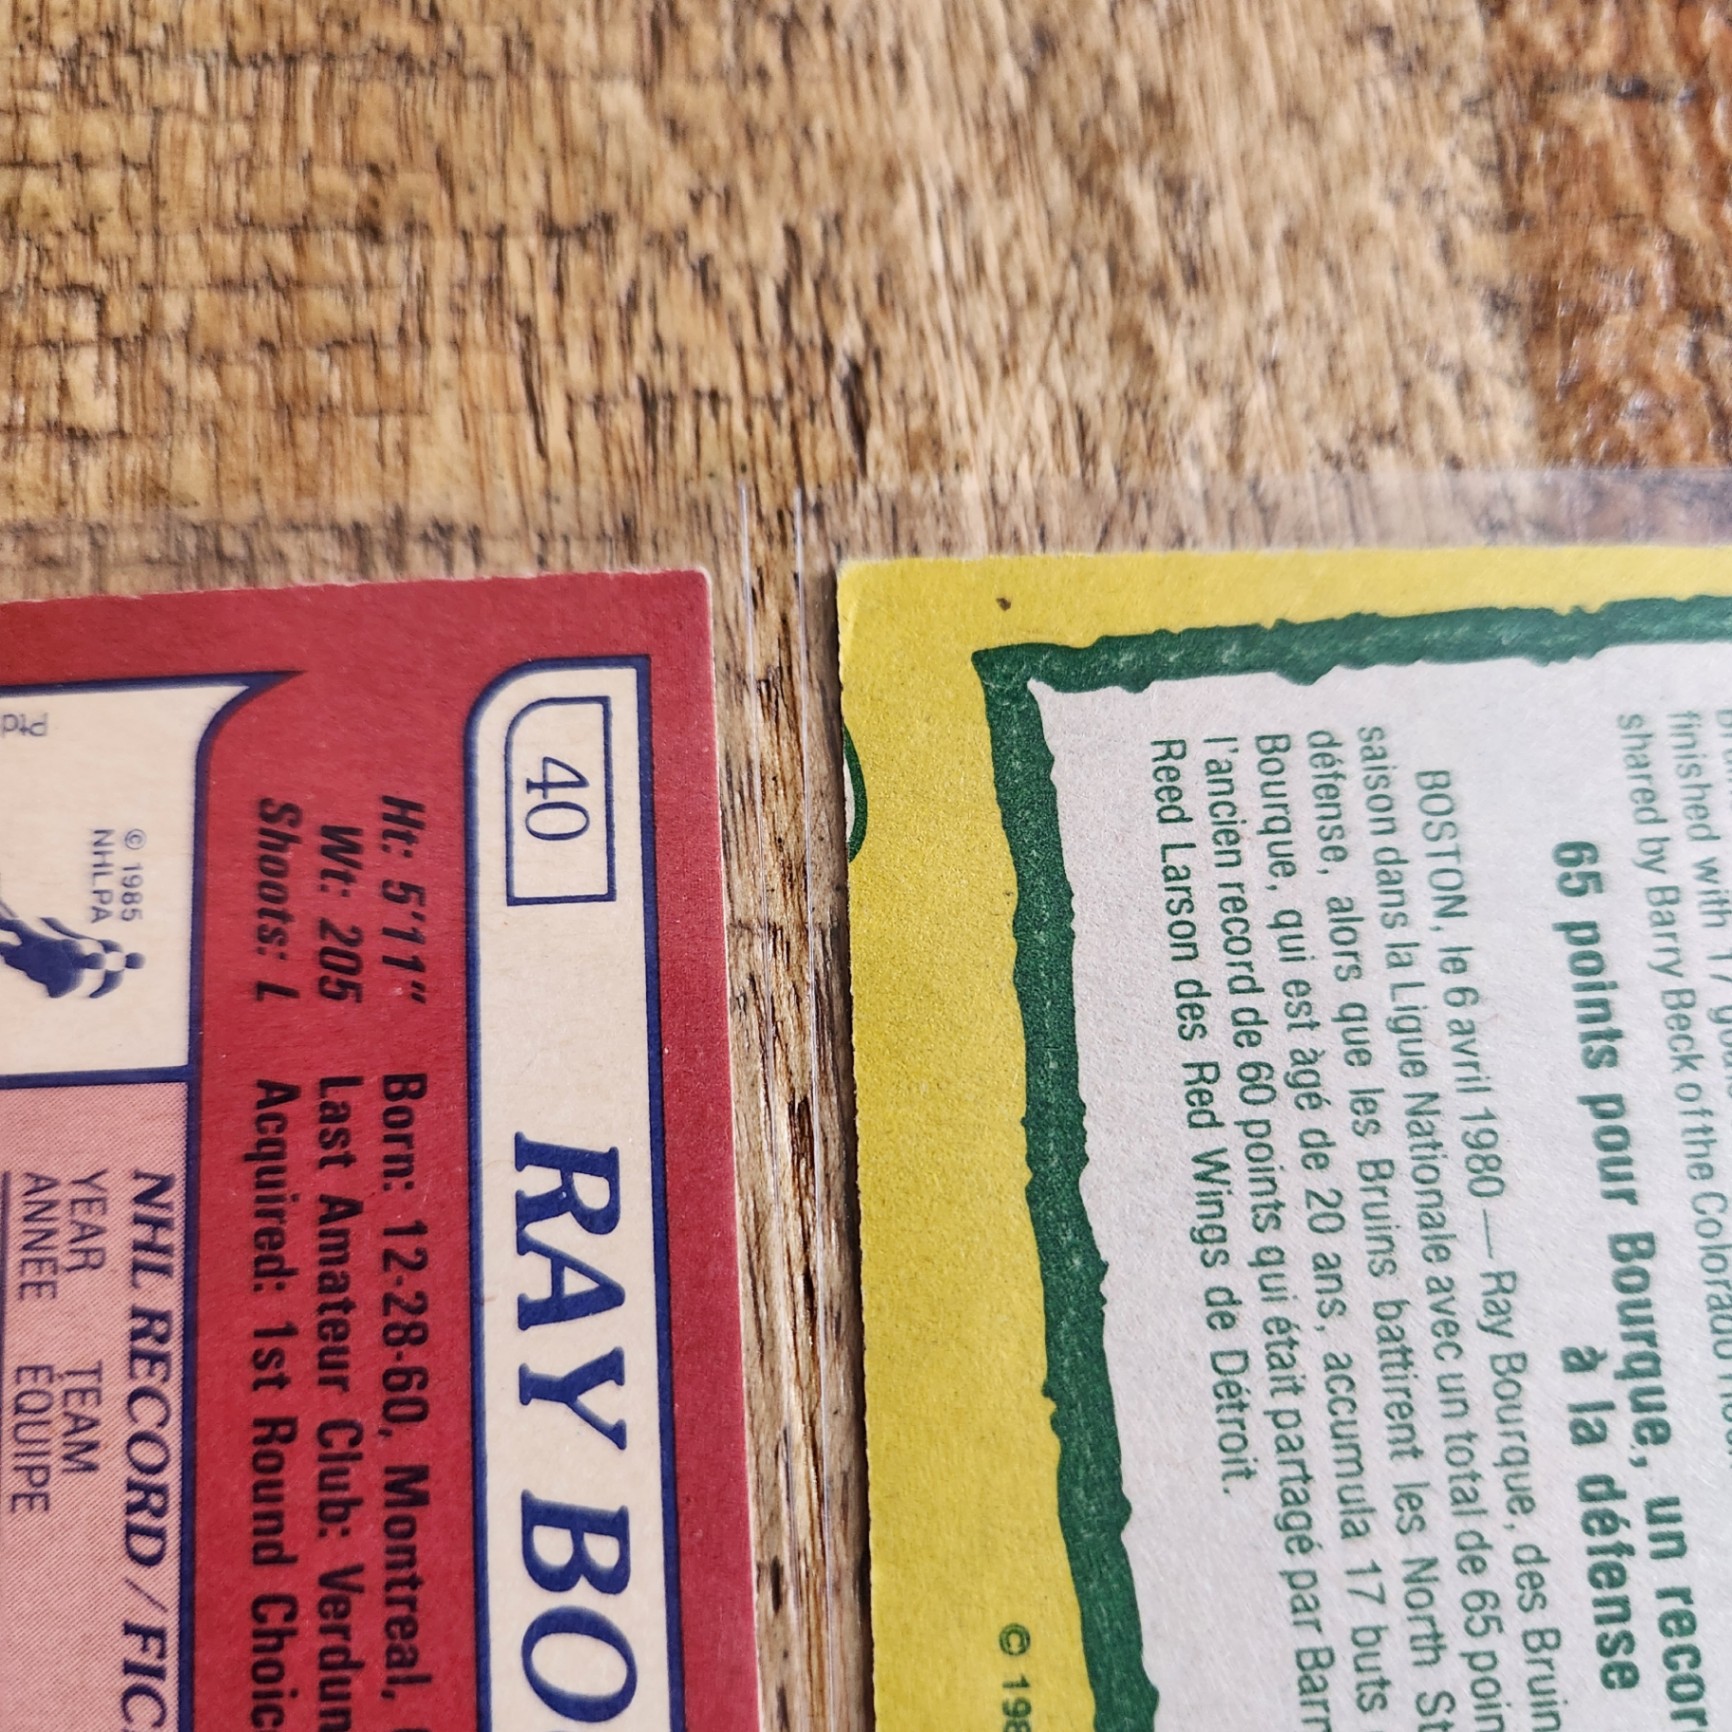 40
RAY BO
Ht: 5'11" Born: 12-28-60, Montreal,
Wt: 205 Last Amateur Club: Verdun
Shoots: L Acquired: 1st Round Choic
© 1985
NHLPA
Ptd
NHL RECORD / FIC
YEAR TEAM
ANNÉE ÉQUIPE
finished with 17
shared by Barry Beck of the Colorado
65 points pour Bourque, un recor
à la défense
BOSTON, le 6 avril 1980 — Ray Bourque, des Bruin
saison dans la Ligue Nationale avec un total de 65 poin
défense, alors que les Bruins battirent les North St
Bourque, qui est àgé de 20 ans, accumula 17 buts
l'ancien record de 60 points qui était partagé par Barr
Reed Larson des Red Wings de Détroit.
© 198